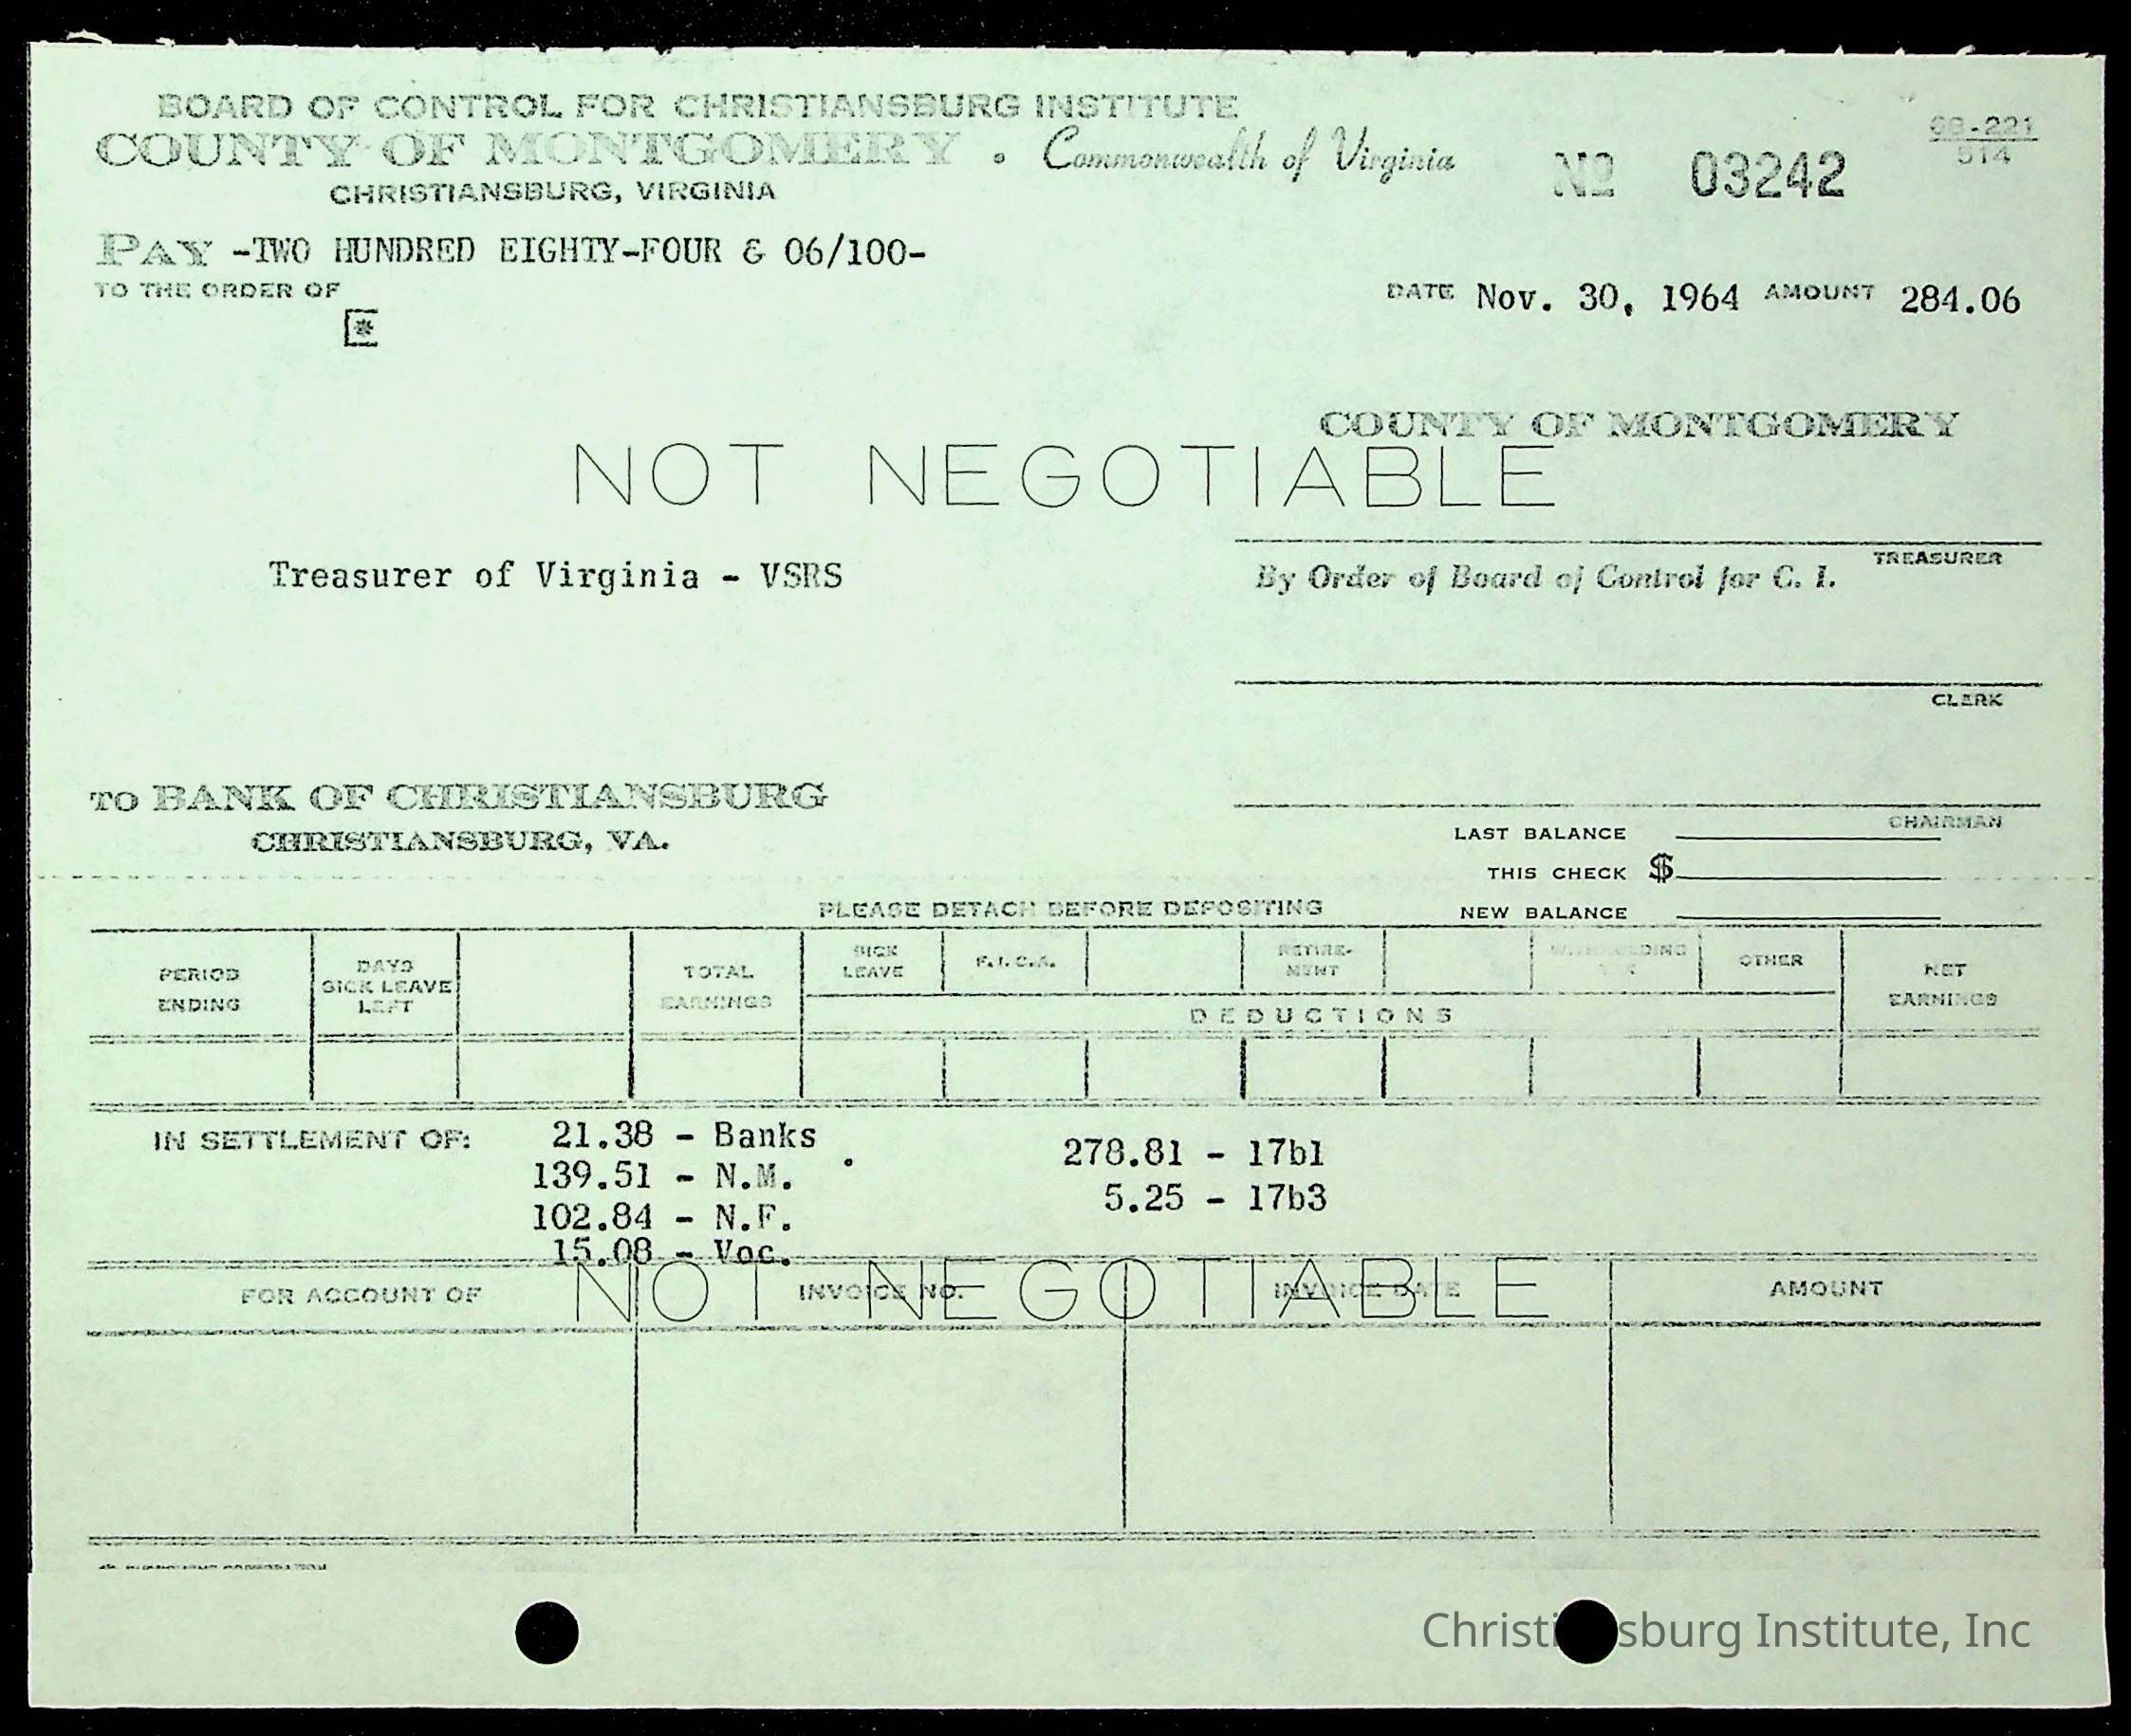 BOARD OF CONTROL FOR CHRISTIANSBURG INSTITUTE
COUNTY OF MONTGOMERY . Commonwealth of Virginia
CHRISTIANSBURG, VIRGINIA
No 03242
68-221
514
PAY -TWO HUNDRED EIGHTY-FOUR & 06/100-
TO THE ORDER OF
DATE Nov. 30, 1964 AMOUNT 284.06
COUNTY OF MONTGOMERY
NOT NEGOTIABLE
TREASURER
Treasurer of Virginia - VSRS
By Order of Board of Control for C. I.
CLERK
TO BANK OF CHRISTIANSBURG
CHRISTIANSBURG, VA.
CHAIRMAN
LAST BALANCE
THIS CHECK $
NEW BALANCE
PLEASE DETACH BEFORE DEPOSITING
PERIOD ENDING
DAYS SICK LEAVE LEFT
TOTAL EARNINGS
SICK LEAVE
F.I.C.A.
RETIRE-MENT
WITHHOLDING
OTHER
NET EARNINGS
DEDUCTIONS
IN SETTLEMENT OF: 21.38 - Banks
139.51 - N.M.
102.84 - N.F.
15.08 - Voc.
278.81 - 17b1
5.25 - 17b3
NOT NEGOTIABLE
FOR ACCOUNT OF INVOICE NO. INVOICE DATE AMOUNT
Christi sburg Institute, Inc